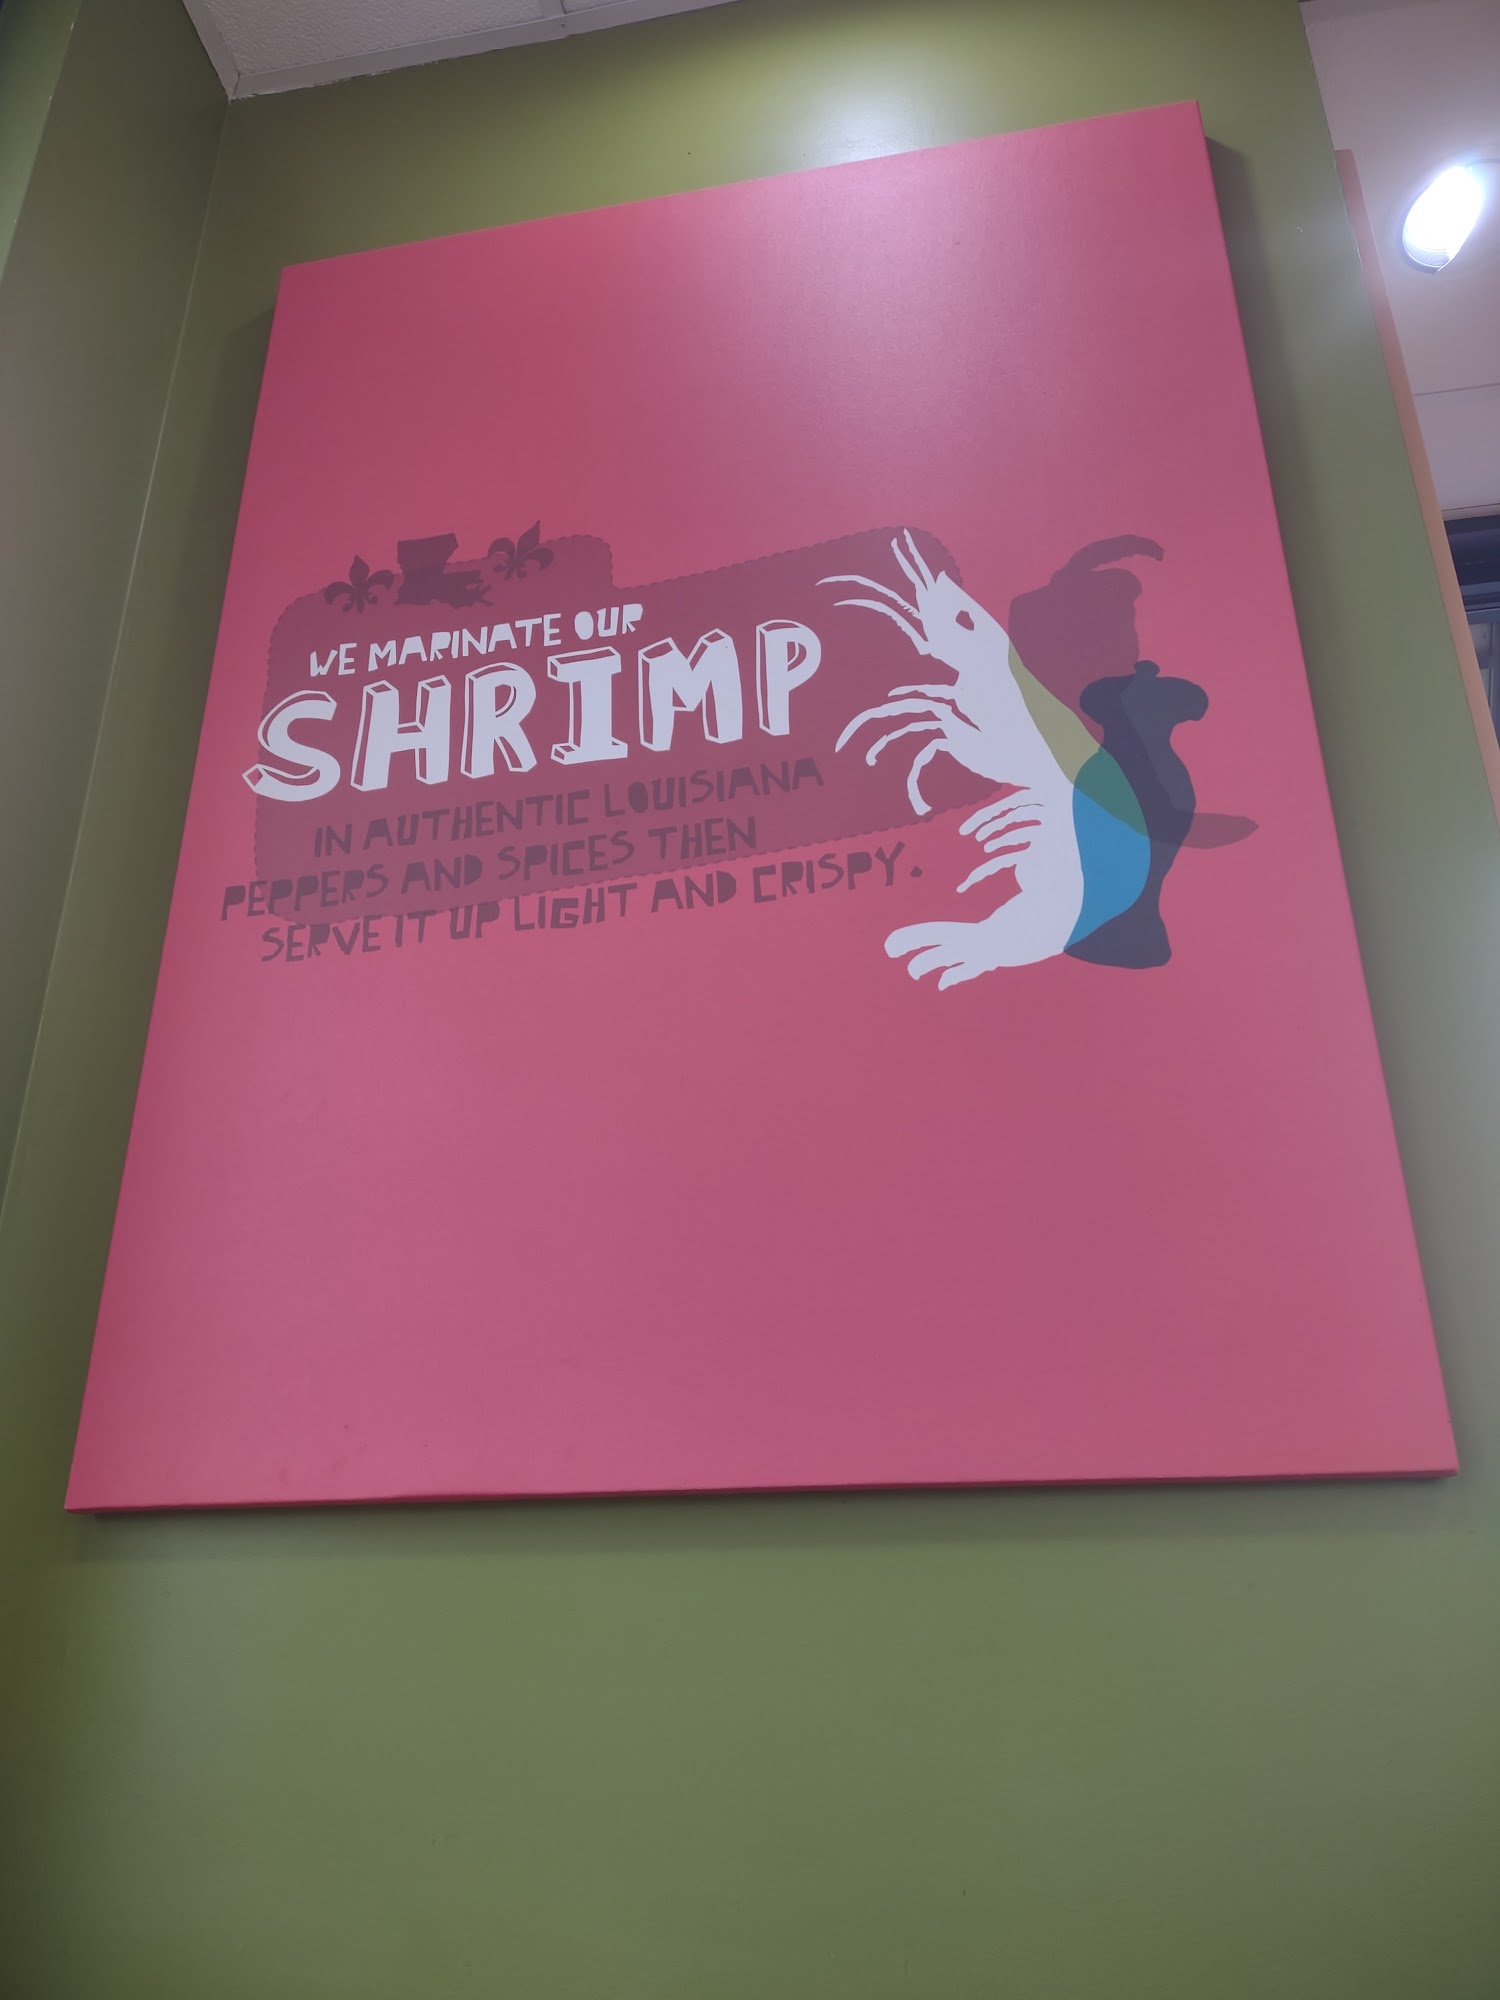 WE MARINATE OUR
SHRIMP
IN AUTHENTIC LOUISIANA
PEPPERS AND SPICES THEN
SERVE IT UP LIGHT AND CRISPY.